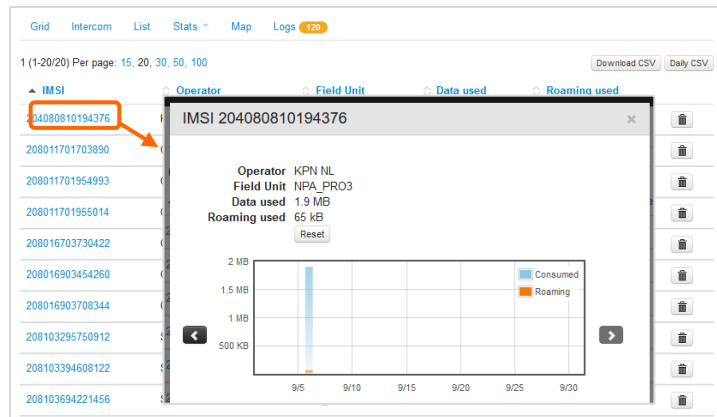 Grid Intercom List Stats Map Logs 120
1 (1-20/20) Per page: 15, 20, 30, 50, 100 Download CSV Daily CSV
IMSI Operator Field Unit Data used Roaming used
204080810194376
IMSI 204080810194376 ×
208011701703890
208011701954993
Operator KPN NL
Field Unit NPA_PRO3
Data used 1.9 MB
208011701955014
Roaming used 65 kB
Reset
208016703730422
2 MB
Consumed
208016903454260
Roaming
1.5 MB
208016903708344
1 MB
208103295750912
500 KB
208103394608122
9/5 9/10 9/15 9/20 9/25 9/30
208103694221456